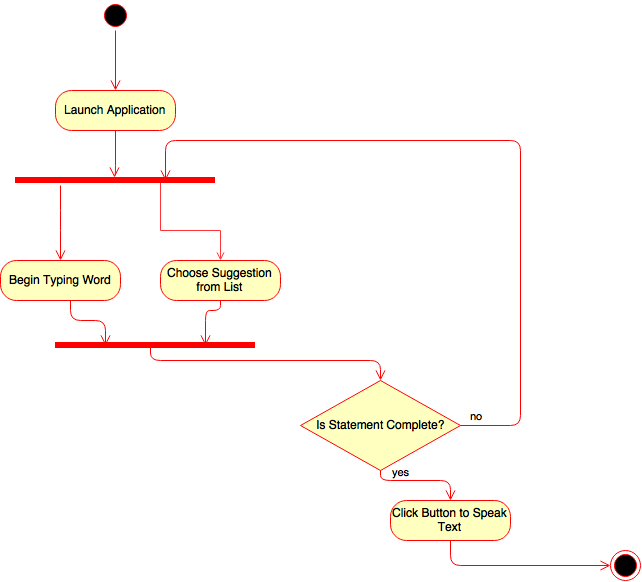 Launch Application
Begin Typing Word
Choose Suggestion
from List
Is Statement Complete?
no
yes
Click Button to Speak
Text